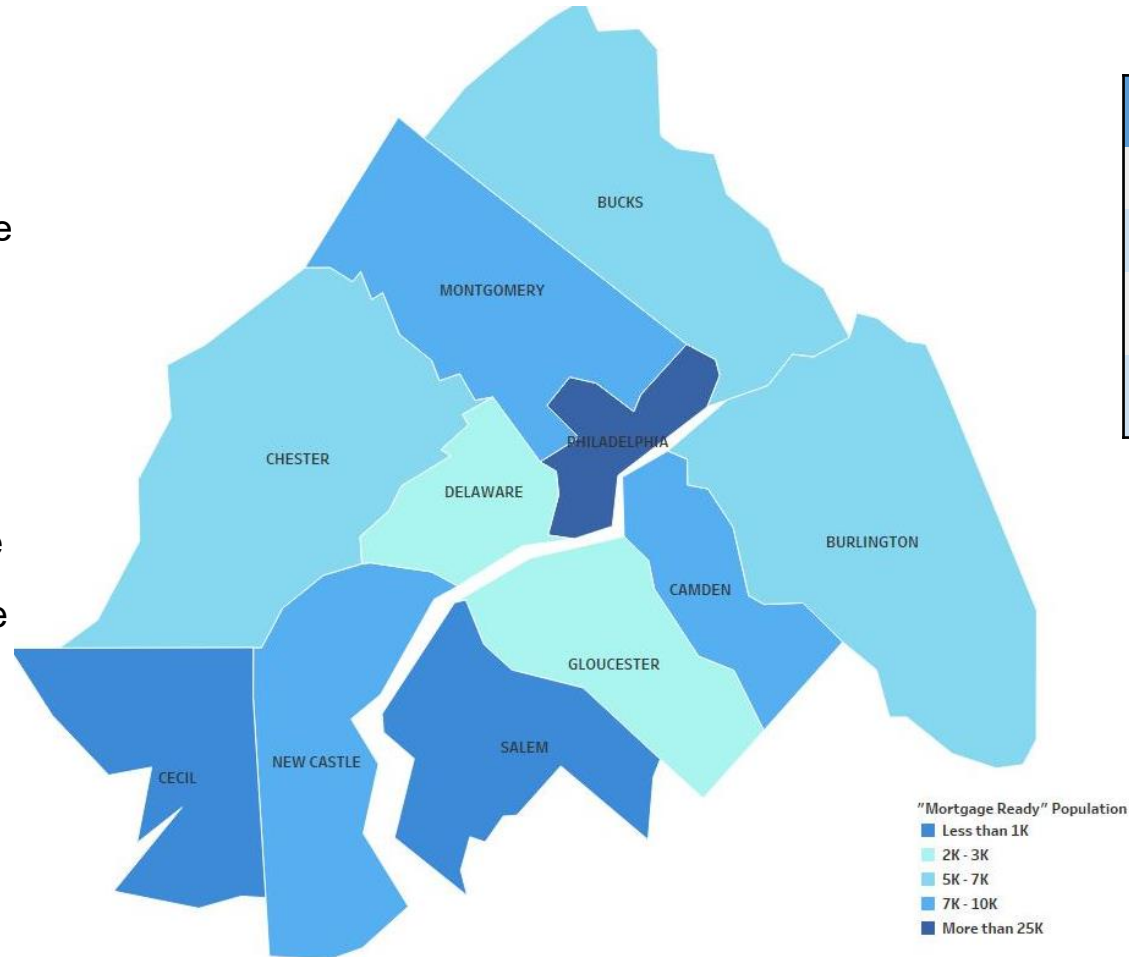 BUCKS
e
MONTGOMERY
PHILADELPHIA
CHESTER
DELAWARE
e
BURLINGTON
CAMDEN
e
GLOUCESTER
SALEM
NEW CASTLE
CECIL
"Mortgage Ready" Population
Less than 1K
2K - 3K
5K - 7K
7K - 10K
More than 25K